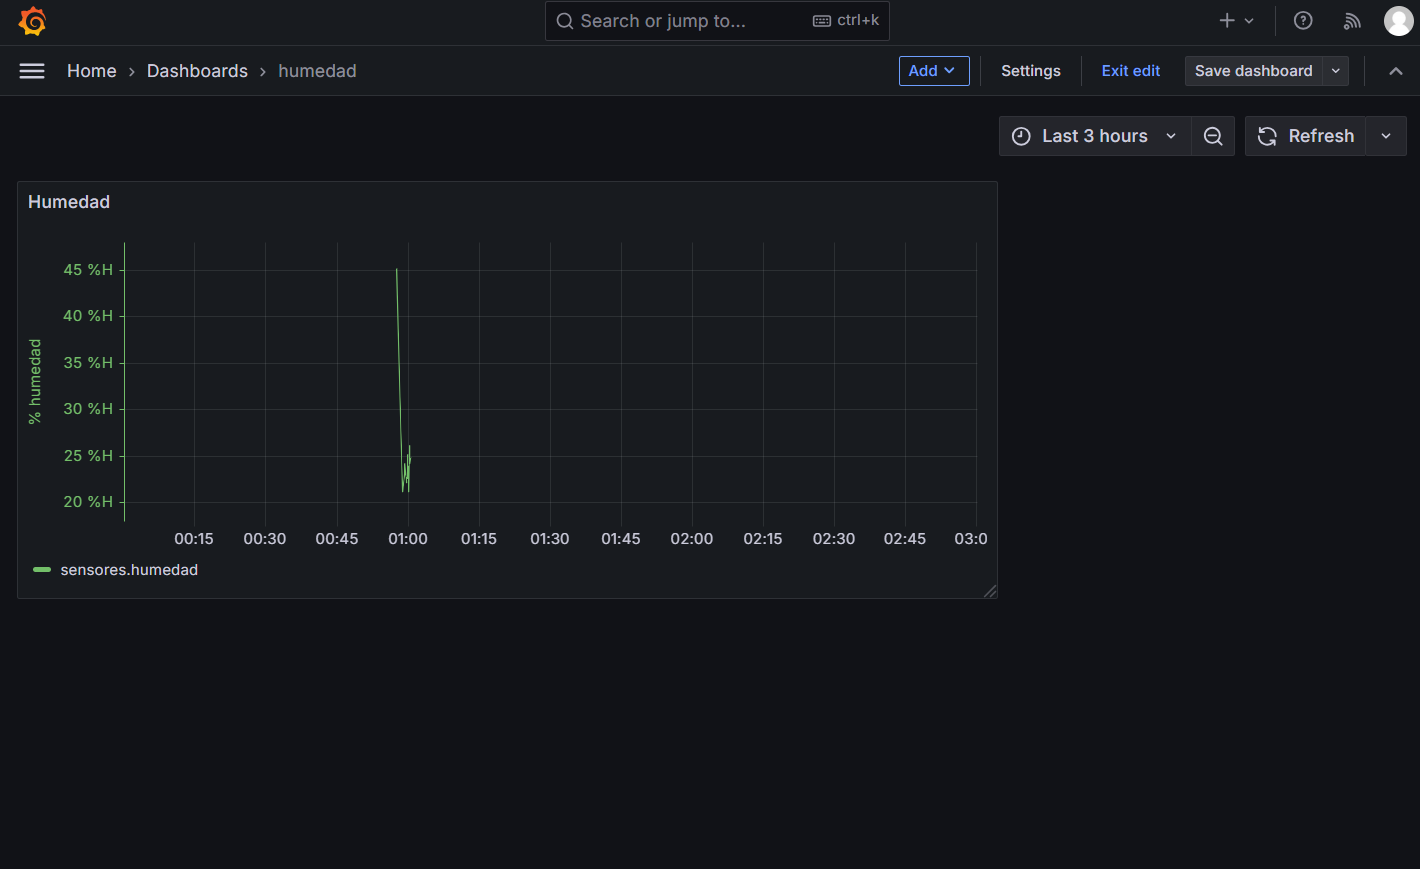 Search or jump to... ctrl+k
Home › Dashboards › humedad
Add Settings Exit edit Save dashboard
Last 3 hours Refresh
Humedad
% humedad
45 %H
40 %H
35 %H
30 %H
25 %H
20 %H
00:15 00:30 00:45 01:00 01:15 01:30 01:45 02:00 02:15 02:30 02:45 03:0
sensores.humedad